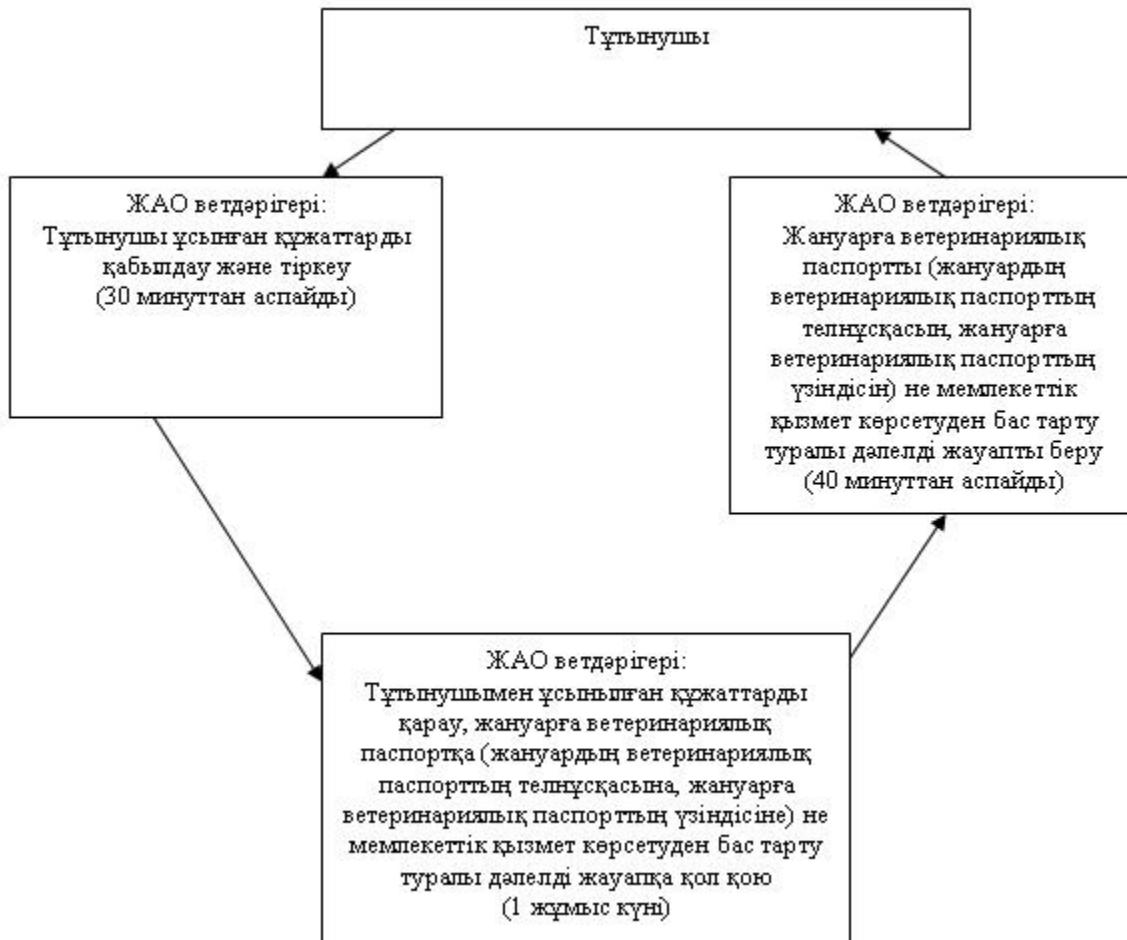 Тұтынушы
ЖАО ветдәрігері:
Тұтынушы ұсынған құжаттарды
қабылдау және тіркеу
(30 минуттан аспайды)
ЖАО ветдәрігері:
Жануарға ветеринариялық
паспортты (жануардың
ветеринариялық паспорттың
телнұсқасын, жануарға
ветеринариялық паспорттың
үзіндісін) не мемлекеттік
қызмет көрсетуден бас тарту
туралы дәлелді жауапты беру
(40 минуттан аспайды)
ЖАО ветдәрігері:
Тұтынушымен ұсынылған құжаттарды
қарау, жануарға ветеринариялық
паспортқа (жануардың ветеринариялық
паспорттың телнұсқасына, жануарға
ветеринариялық паспорттың үзіндісіне) не
мемлекеттік қызмет көрсетуден бас тарту
туралы дәлелді жауапқа қол қою
(1 жұмыс күні)